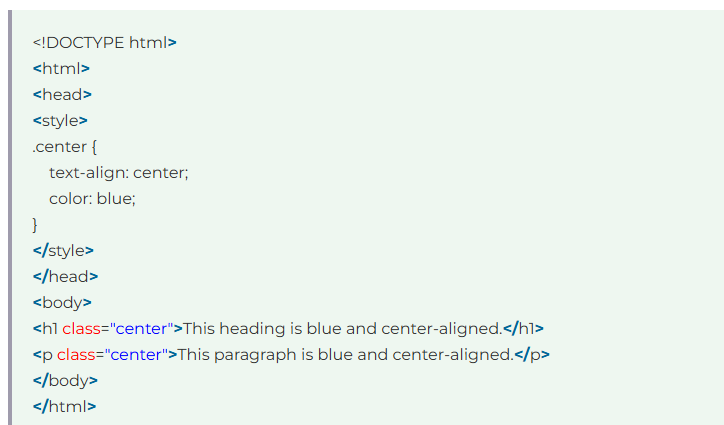 <!DOCTYPE html>
<html>
<head>
<style>
.center {
    text-align: center;
    color: blue;
}
</style>
</head>
<body>
<h1 class="center">This heading is blue and center-aligned.</h1>
<p class="center">This paragraph is blue and center-aligned.</p>
</body>
</html>